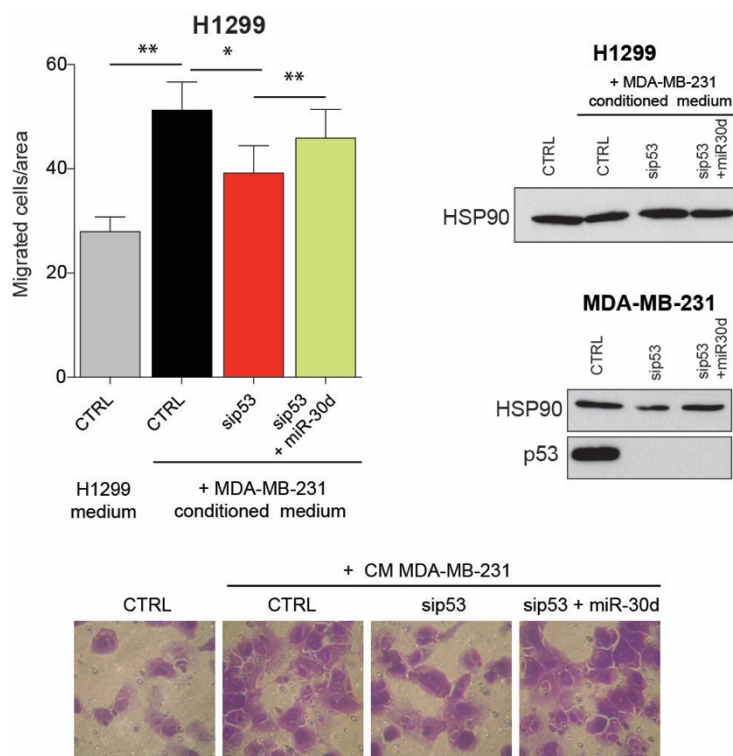 H1299
** * **
Migrated cells/area
60
40
20
0
CTRL
CTRL
sip53
sip53
+ miR-30d
H1299
medium
+ MDA-MB-231
conditioned medium
H1299
+ MDA-MB-231
conditioned medium
CTRL
CTRL
sip53
sip53
+miR30d
HSP90
MDA-MB-231
CTRL
sip53
sip53
+miR30d
HSP90
p53
+ CM MDA-MB-231
CTRL CTRL sip53 sip53 + miR-30d